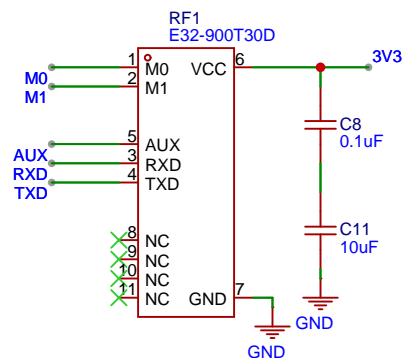 RF1
E32-900T30D
1 M0 VCC 6 3V3
M0
2 M1
M1
C8
0.1uF
5 AUX
AUX
3 RXD
RXD
4 TXD
TXD
C11
10uF
8 NC
9 NC
10 NC
11 NC GND 7
GND
GND